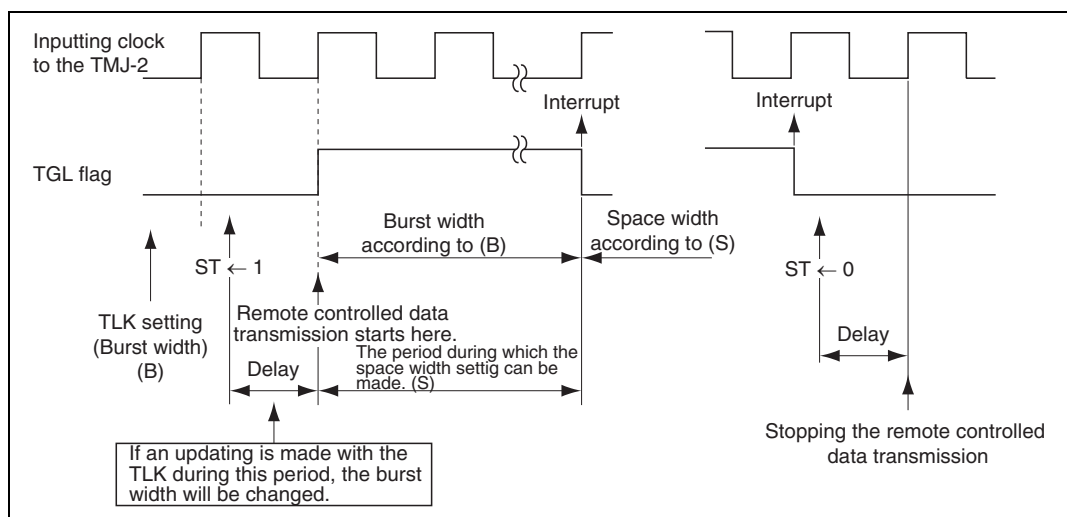 Inputting clock
to the TMJ-2
Interrupt
Interrupt
TGL flag
Burst width
according to (B)
Space width
according to (S)
ST ← 1
ST ← 0
TLK setting
(Burst width)
(B)
Remote controlled data
transmission starts here.
Delay
The period during which the
space width settig can be
made. (S)
Delay
If an updating is made with the
TLK during this period, the burst
width will be changed.
Stopping the remote controlled
data transmission